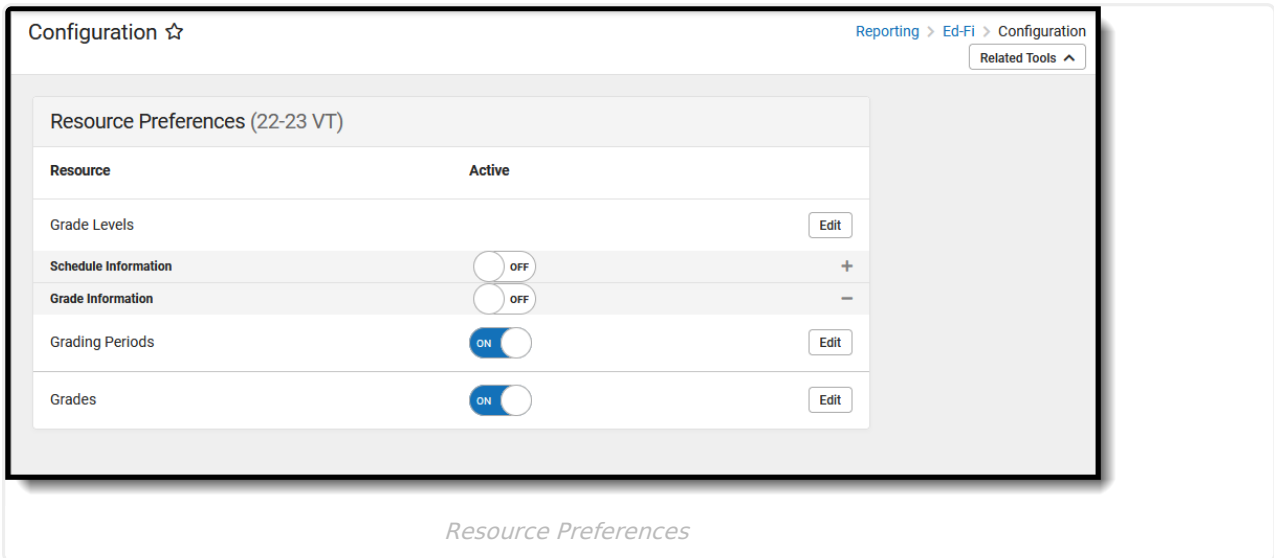 Configuration
Reporting > Ed-Fi > Configuration
Related Tools
Resource Preferences (22-23 VT)
Resource Active
Grade Levels Edit
Schedule Information OFF +
Grade Information OFF −
Grading Periods ON Edit
Grades ON Edit
Resource Preferences